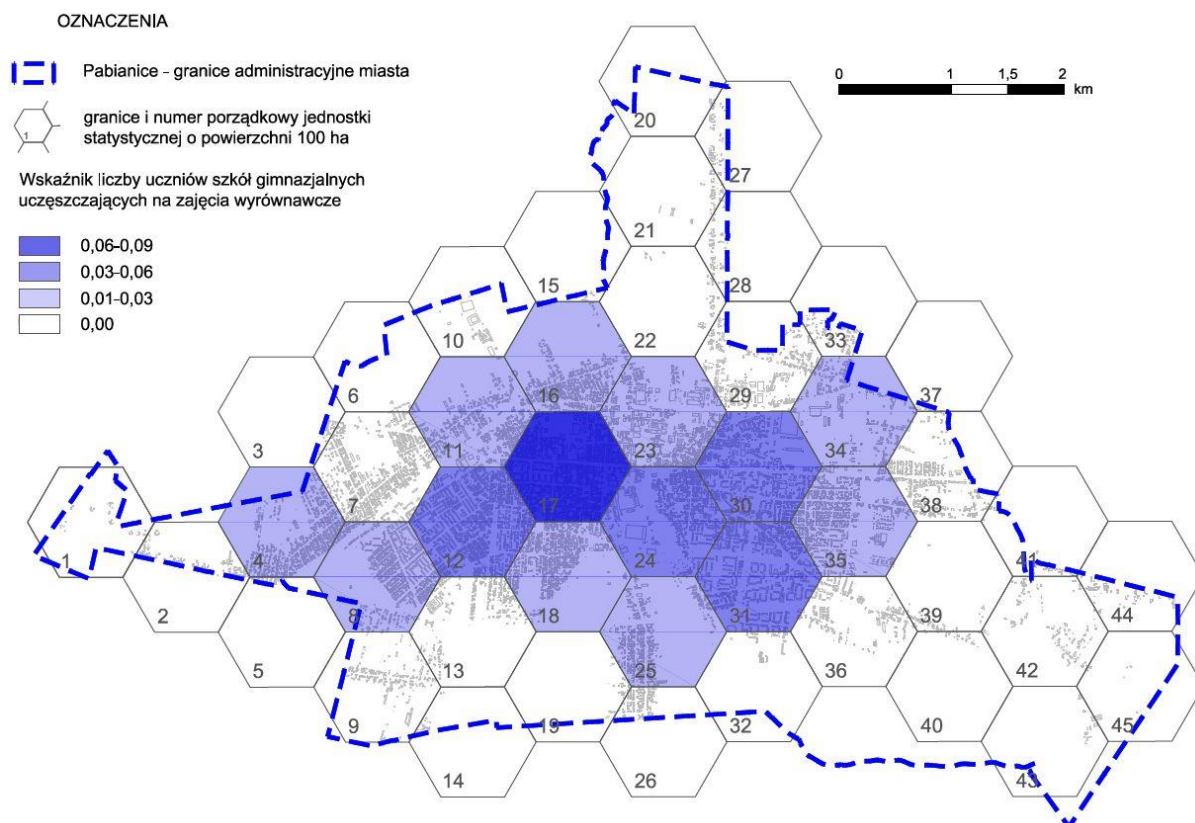 OZNACZENIA
Pabianice - granice administracyjne miasta
1
granice i numer porządkowy jednostki
statystycznej o powierzchni 100 ha
Wskaźnik liczby uczniów szkół gimnazjalnych
uczęszczających na zajęcia wyrównawcze
0,06-0,09
0,03-0,06
0,01-0,03
0,00
0 1 1,5 2
km
20
27
21
15 28
10 22 33
6 16 29 37
3 11 23 34
7 17 30 38
1 4 12 24 35 41
2 8 18 31 39 44
5 13 25 36 42
9 19 32 40 45
14 26 43